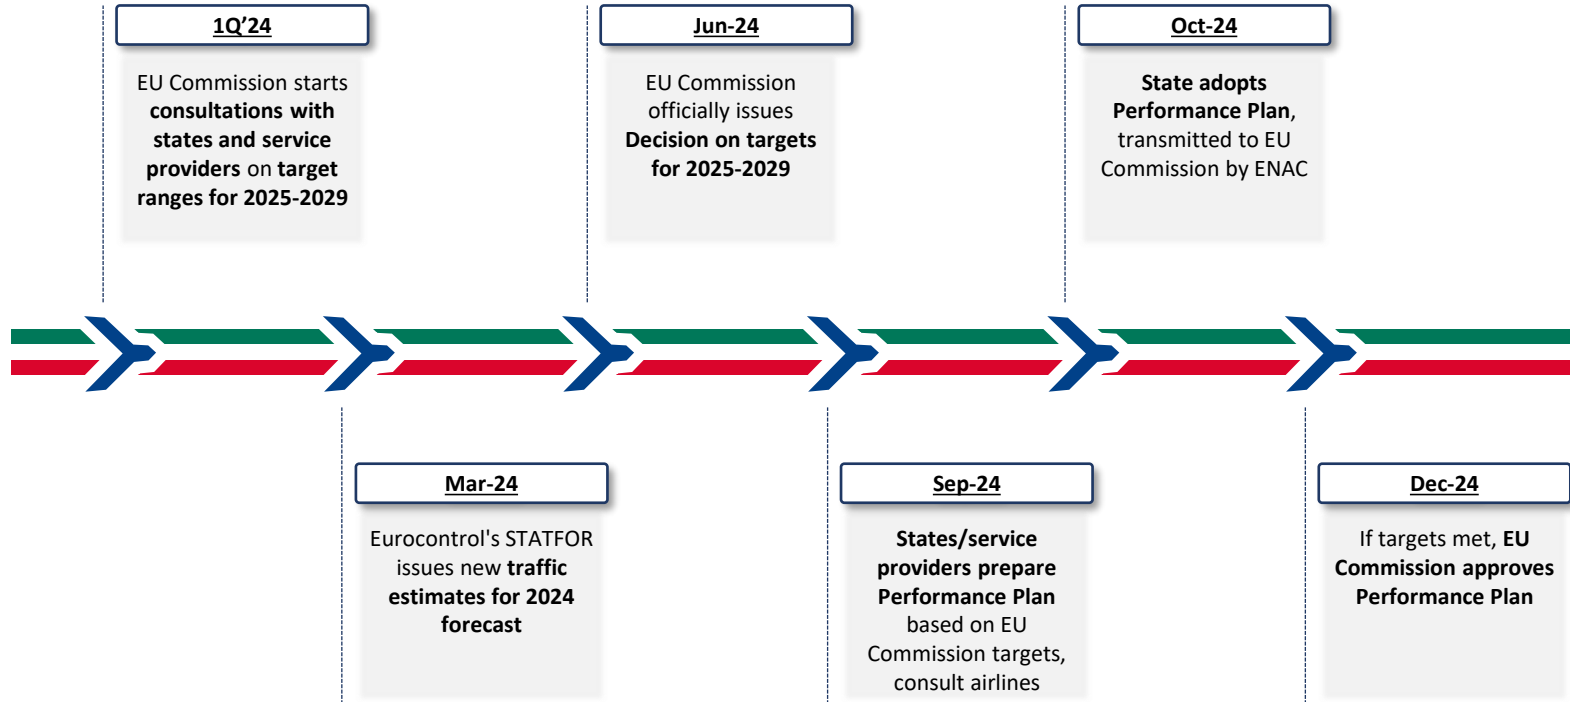 1Q'24
EU Commission starts
consultations with
states and service
providers on target
ranges for 2025-2029
Jun-24
EU Commission
officially issues
Decision on targets
for 2025-2029
Oct-24
State adopts
Performance Plan,
transmitted to EU
Commission by ENAC
Mar-24
Eurocontrol's STATFOR
issues new traffic
estimates for 2024
forecast
Sep-24
States/service
providers prepare
Performance Plan
based on EU
Commission targets,
consult airlines
Dec-24
If targets met, EU
Commission approves
Performance Plan